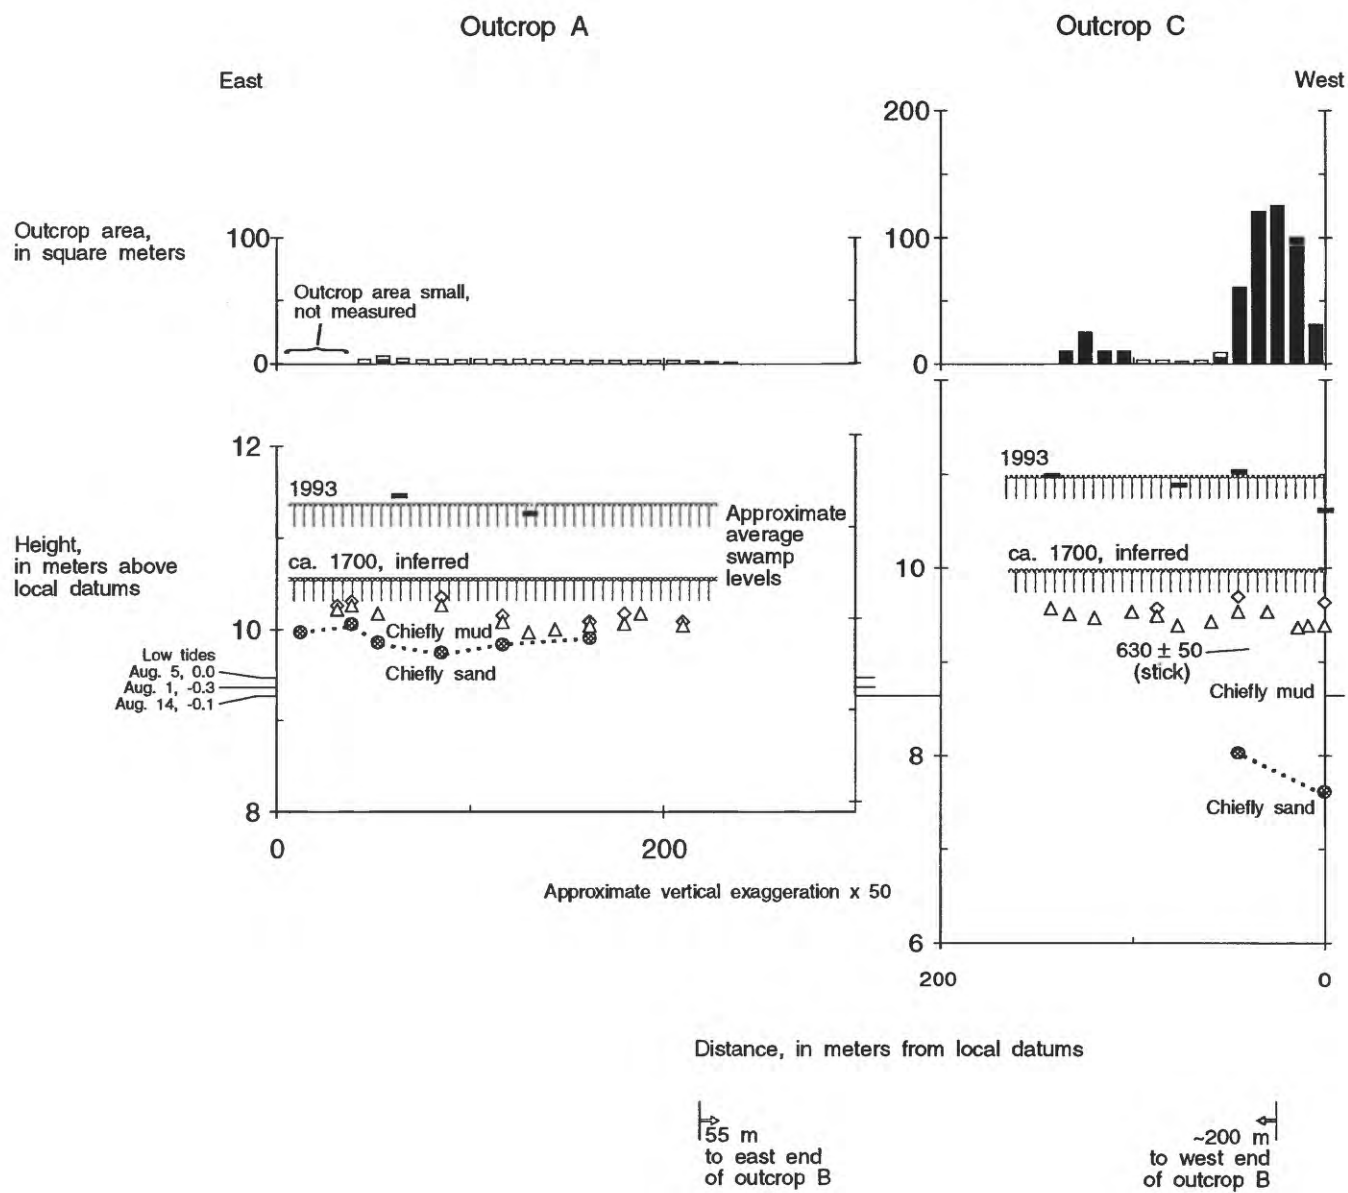 Outcrop A
Outcrop C
East
West
200
Outcrop area,
in square meters
100
100
Outcrop area small,
not measured
0
0
12
1993
1993
Approximate
average
swamp
levels
Height,
in meters above
local datums
ca. 1700, inferred
ca. 1700, inferred
10
10
Chiefly mud
Chiefly sand
630 ± 50
(stick)
Low tides
Aug. 5, 0.0
Aug. 1, -0.3
Aug. 14, -0.1
Chiefly mud
8
8
Chiefly sand
0
200
Approximate vertical exaggeration x 50
6
200
0
Distance, in meters from local datums
55 m
to east end
of outcrop B
~200 m
to west end
of outcrop B